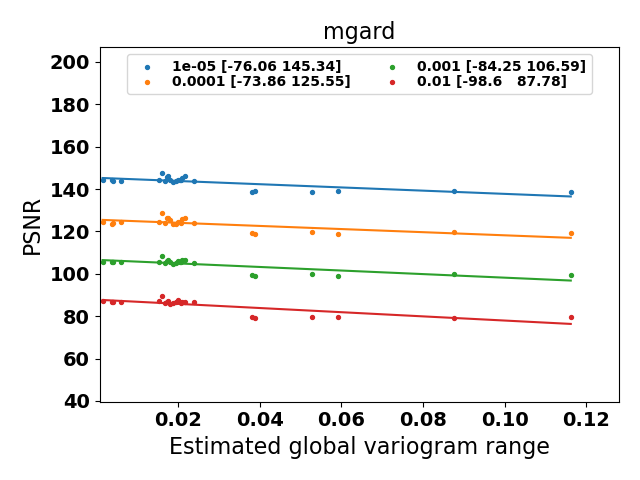 mgard
1e-05 [-76.06 145.34]
0.0001 [-73.86 125.55]
0.001 [-84.25 106.59]
0.01 [-98.6   87.78]
PSNR
200
180
160
140
120
100
80
60
40
0.02 0.04 0.06 0.08 0.10 0.12
Estimated global variogram range